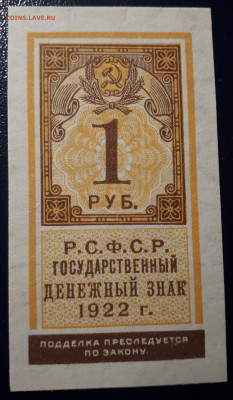 COINS.LAVE.RU
1
РУБ.
Р.С.Ф.С.Р.
ГОСУДАРСТВЕННЫЙ
ДЕНЕЖНЫЙ ЗНАК
1922 г.
ПОДДЕЛКА ПРЕСЛЕДУЕТСЯ
ПО ЗАКОНУ.